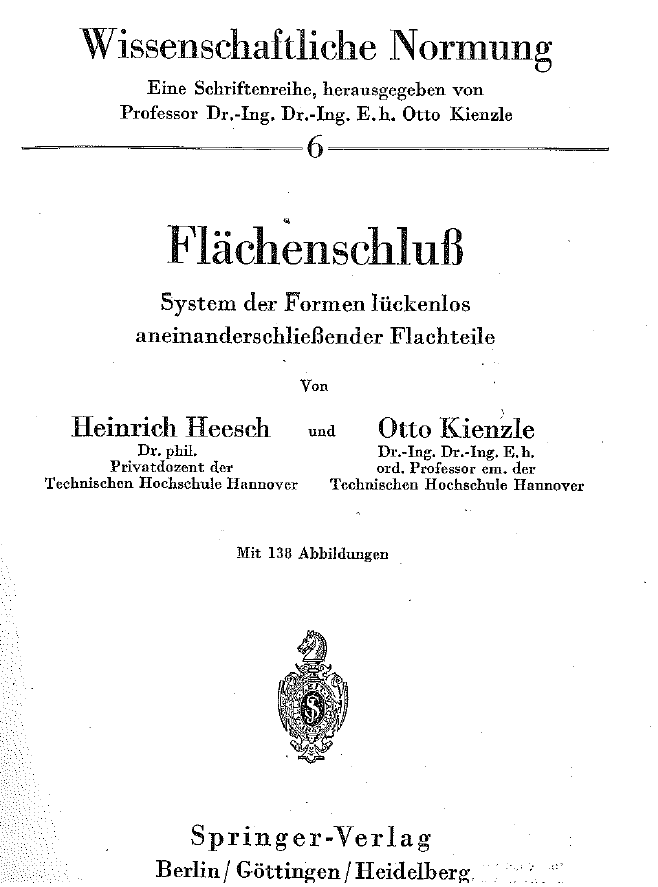 Wissenschaftliche Normung
Eine Schriftenreihe, herausgegeben von
Professor Dr.-Ing. Dr.-Ing. E.h. Otto Kienzle
6
Flächenschluß
System der Formen lückenlos
aneinanderschließender Flachteile
Von
Heinrich Heesch und Otto Kienzle
Dr. phil. Dr.-Ing. Dr.-Ing. E.h.
Privatdozent der ord. Professor em. der
Technischen Hochschule Hannover Technischen Hochschule Hannover
Mit 138 Abbildungen
Springer-Verlag
Berlin/Göttingen/Heidelberg